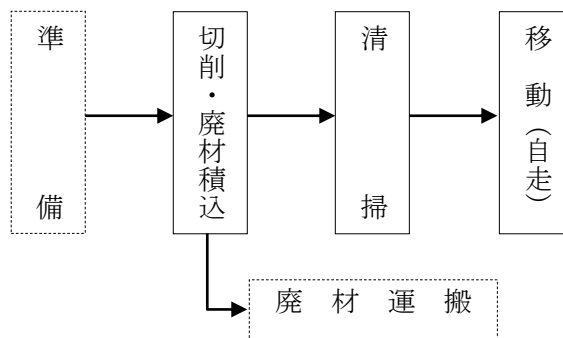 準備
切削・廃材積込
清掃
移動（自走）
廃材運搬